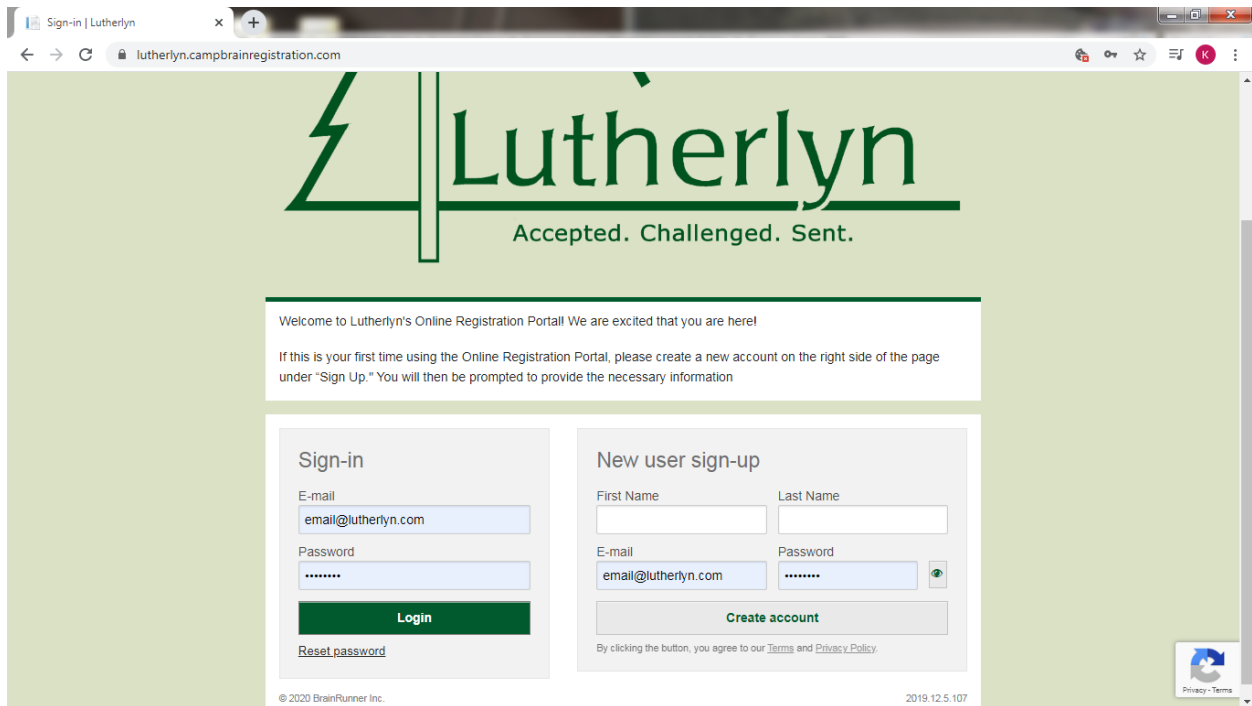 Sign-in | Lutherlyn
lutherlyn.campbrainregistration.com
K
Lutherlyn
Accepted. Challenged. Sent.
Welcome to Lutherlyn's Online Registration Portal! We are excited that you are here!
If this is your first time using the Online Registration Portal, please create a new account on the right side of the page
under “Sign Up." You will then be prompted to provide the necessary information
Sign-in
E-mail
email@lutherlyn.com
Password
••••••••
Login
Reset password
New user sign-up
First Name Last Name
E-mail Password
email@lutherlyn.com ••••••••
Create account
By clicking the button, you agree to our Terms and Privacy Policy.
Privacy - Terms
© 2020 BrainRunner Inc. 2019.12.5.107